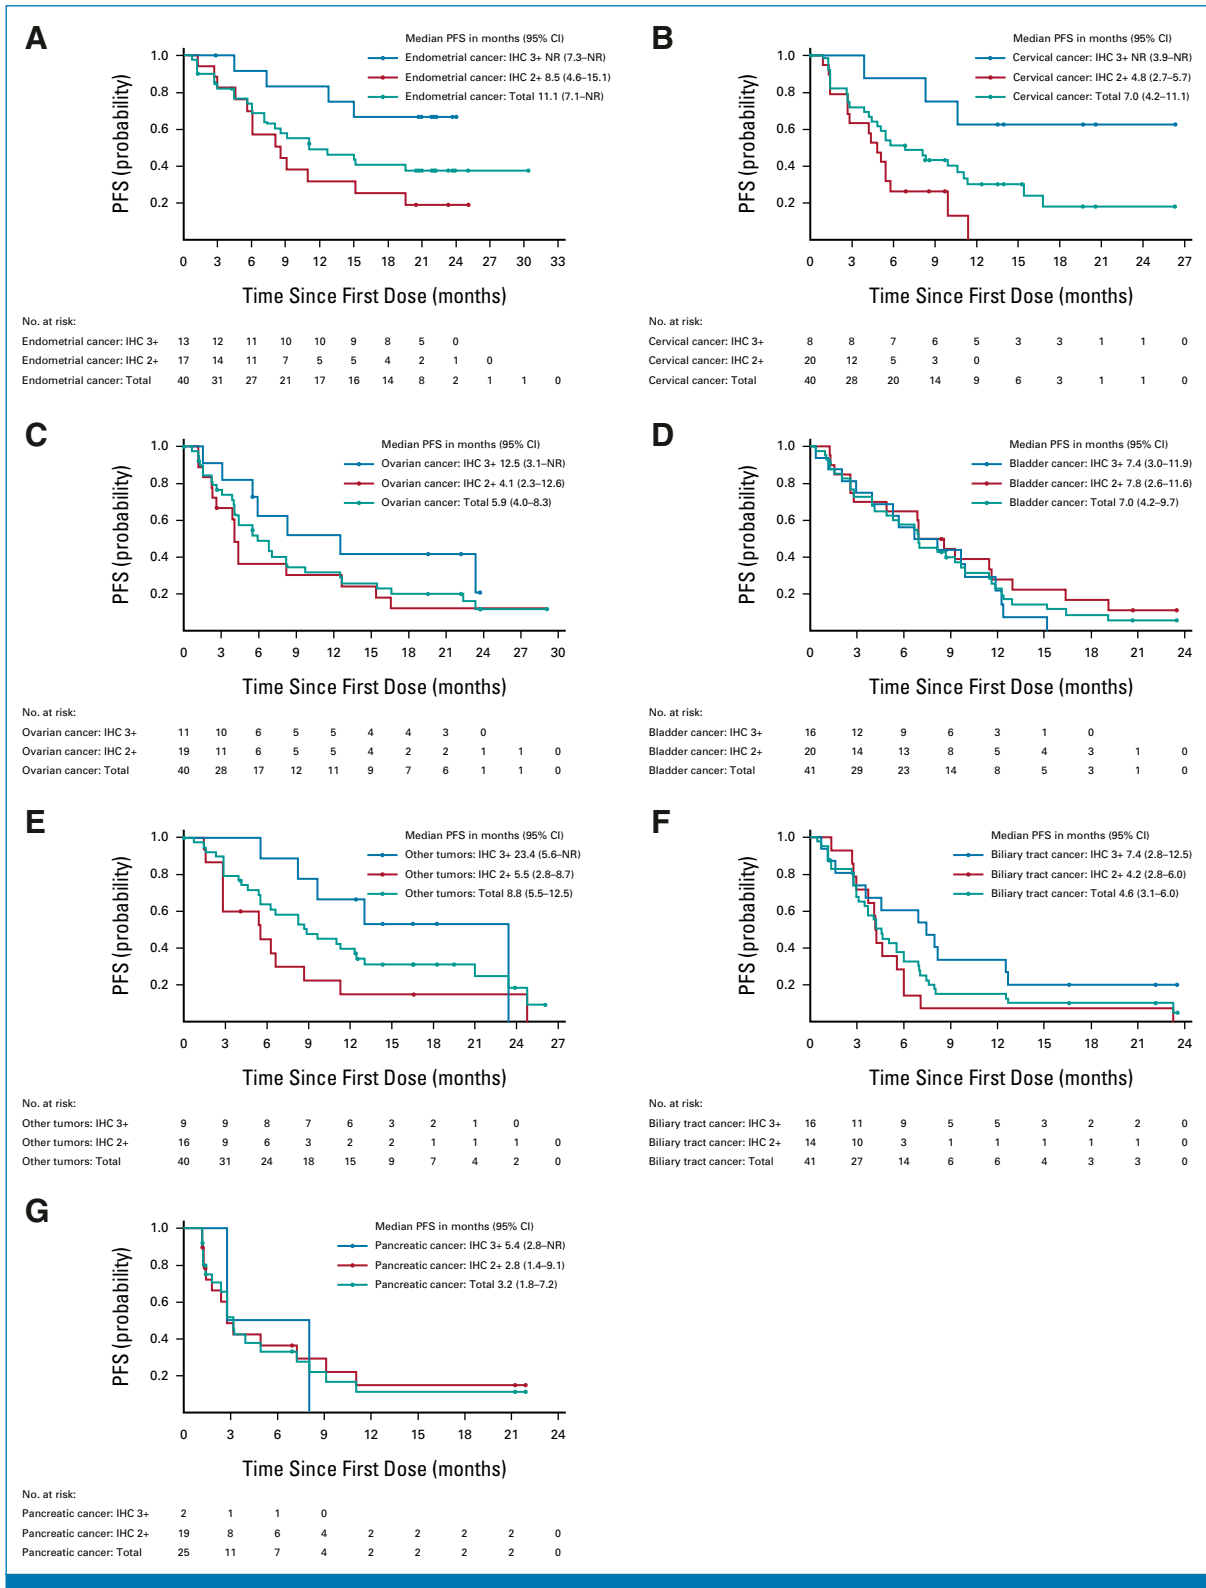 A
Median PFS in months (95% CI)
Endometrial cancer: IHC 3+ NR (7.3–NR)
Endometrial cancer: IHC 2+ 8.5 (4.6–15.1)
Endometrial cancer: Total 11.1 (7.1–NR)
PFS (probability)
1.0
0.8
0.6
0.4
0.2
0 3 6 9 12 15 18 21 24 27 30 33
Time Since First Dose (months)
No. at risk:
Endometrial cancer: IHC 3+ 13 12 11 10 10 9 8 5 0
Endometrial cancer: IHC 2+ 17 14 11 7 5 5 4 2 1 0
Endometrial cancer: Total 40 31 27 21 17 16 14 8 2 1 1 0
B
Median PFS in months (95% CI)
Cervical cancer: IHC 3+ NR (3.9–NR)
Cervical cancer: IHC 2+ 4.8 (2.7–5.7)
Cervical cancer: Total 7.0 (4.2–11.1)
PFS (probability)
1.0
0.8
0.6
0.4
0.2
0 3 6 9 12 15 18 21 24 27
Time Since First Dose (months)
No. at risk:
Cervical cancer: IHC 3+ 8 8 7 6 5 3 3 1 1 0
Cervical cancer: IHC 2+ 20 12 5 3 0
Cervical cancer: Total 40 28 20 14 9 6 3 1 1 0
C
Median PFS in months (95% CI)
Ovarian cancer: IHC 3+ 12.5 (3.1–NR)
Ovarian cancer: IHC 2+ 4.1 (2.3–12.6)
Ovarian cancer: Total 5.9 (4.0–8.3)
PFS (probability)
1.0
0.8
0.6
0.4
0.2
0 3 6 9 12 15 18 21 24 27 30
Time Since First Dose (months)
No. at risk:
Ovarian cancer: IHC 3+ 11 10 6 5 5 4 4 3 0
Ovarian cancer: IHC 2+ 19 11 6 5 5 4 2 2 1 1 0
Ovarian cancer: Total 40 28 17 12 11 9 7 6 1 1 0
D
Median PFS in months (95% CI)
Bladder cancer: IHC 3+ 7.4 (3.0–11.9)
Bladder cancer: IHC 2+ 7.8 (2.6–11.6)
Bladder cancer: Total 7.0 (4.2–9.7)
PFS (probability)
1.0
0.8
0.6
0.4
0.2
0 3 6 9 12 15 18 21 24
Time Since First Dose (months)
No. at risk:
Bladder cancer: IHC 3+ 16 12 9 6 3 1 0
Bladder cancer: IHC 2+ 20 14 13 8 5 4 3 1 0
Bladder cancer: Total 41 29 23 14 8 5 3 1 0
E
Median PFS in months (95% CI)
Other tumors: IHC 3+ 23.4 (5.6–NR)
Other tumors: IHC 2+ 5.5 (2.8–8.7)
Other tumors: Total 8.8 (5.5–12.5)
PFS (probability)
1.0
0.8
0.6
0.4
0.2
0 3 6 9 12 15 18 21 24 27
Time Since First Dose (months)
No. at risk:
Other tumors: IHC 3+ 9 9 8 7 6 3 2 1 0
Other tumors: IHC 2+ 16 9 6 3 2 2 1 1 1 0
Other tumors: Total 40 31 24 18 15 9 7 4 2 0
F
Median PFS in months (95% CI)
Biliary tract cancer: IHC 3+ 7.4 (2.8–12.5)
Biliary tract cancer: IHC 2+ 4.2 (2.8–6.0)
Biliary tract cancer: Total 4.6 (3.1–6.0)
PFS (probability)
1.0
0.8
0.6
0.4
0.2
0 3 6 9 12 15 18 21 24
Time Since First Dose (months)
No. at risk:
Biliary tract cancer: IHC 3+ 16 11 9 5 5 3 2 2 0
Biliary tract cancer: IHC 2+ 14 10 3 1 1 1 1 1 0
Biliary tract cancer: Total 41 27 14 6 6 4 3 3 0
G
Median PFS in months (95% CI)
Pancreatic cancer: IHC 3+ 5.4 (2.8–NR)
Pancreatic cancer: IHC 2+ 2.8 (1.4–9.1)
Pancreatic cancer: Total 3.2 (1.8–7.2)
PFS (probability)
1.0
0.8
0.6
0.4
0.2
0 3 6 9 12 15 18 21 24
Time Since First Dose (months)
No. at risk:
Pancreatic cancer: IHC 3+ 2 1 1 0
Pancreatic cancer: IHC 2+ 19 8 6 4 2 2 2 2 0
Pancreatic cancer: Total 25 11 7 4 2 2 2 2 0